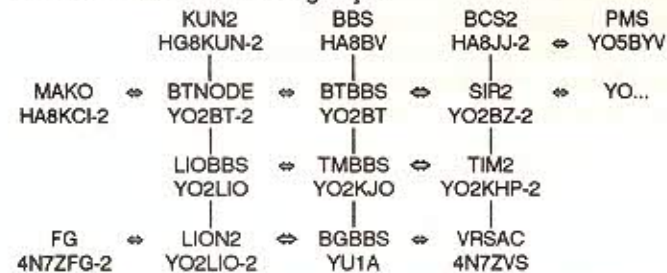 KUN2 BBS BCS2 PMS
HG8KUN-2 HA8BV HA8JJ-2 ⇔ YO5BYV
MAKO ⇔ BTNODE ⇔ BTBBS ⇔ SIR2 ⇔ YO...
HA8KCI-2 YO2BT-2 YO2BT YO2BZ-2
LIOBBS ⇔ TMBBS ⇔ TIM2
YO2LIO YO2KJO YO2KHP-2
FG ⇔ LION2 ⇔ BGBBS ⇔ VRSAC
4N7ZFG-2 YO2LIO-2 YU1A 4N7ZVS